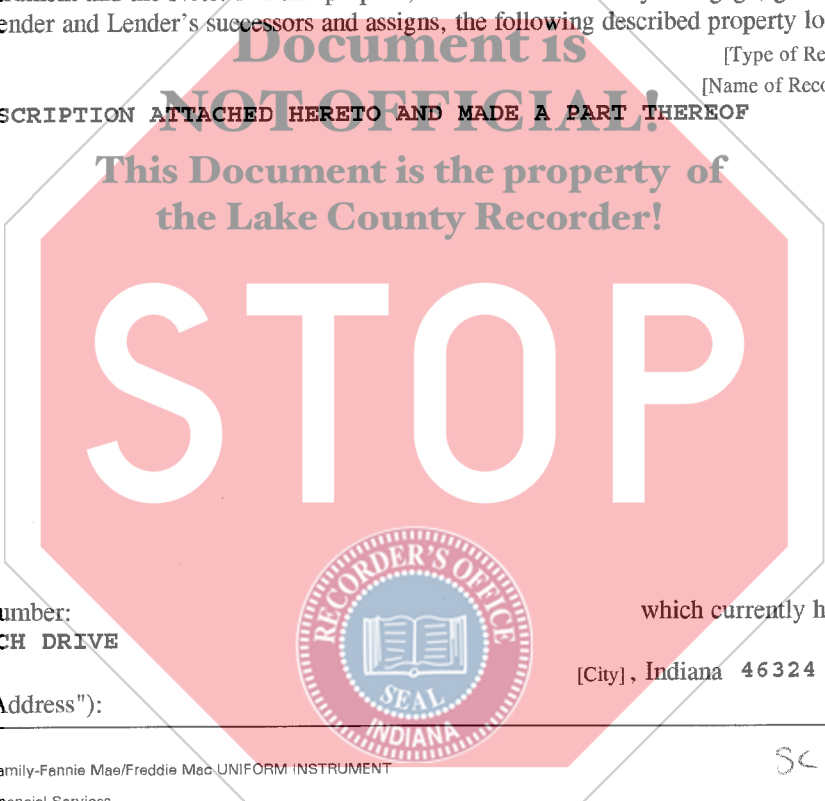 ender and Lender's successors and assigns, the following described property lo
Document is
[Type of Re
[Name of Reco
NOT OFFICIAL!
SCRIPTION ATTACHED HERETO AND MADE A PART THEREOF
This Document is the property of
the Lake County Recorder!
STOP
RECORDER'S OFFICE
SEAL
INDIANA
umber:
which currently h
CH DRIVE
[City], Indiana 46324
Address"):
amily-Fannie Mae/Freddie Mac UNIFORM INSTRUMENT
SC